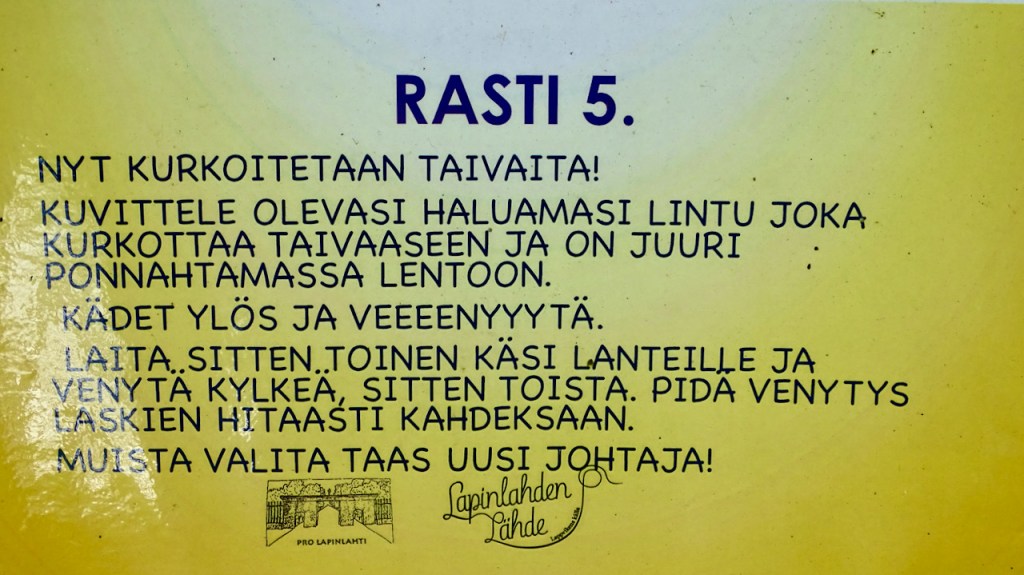 RASTI 5.
NYT KURKOITETAAN TAIVAITA!
KUVITTELE OLEVASI HALUAMASI LINTU JOKA
KURKOTTAA TAIVAASEEN JA ON JUURI
PONNAHTAMASSA LENTOON.
KÄDET YLÖS JA VEEEENYYYTÄ.
LAITA SITTEN TOINEN KÄSI LANTEILLE JA
VENYTÄ KYLKEÄ, SITTEN TOISTA. PIDÄ VENYTYS
LASKIEN HITAASTI KAHDEKSAAN.
MUISTA VALITA TAAS UUSI JOHTAJA!
PRO LAPINLAHTI
Lapinlahden
Lähde